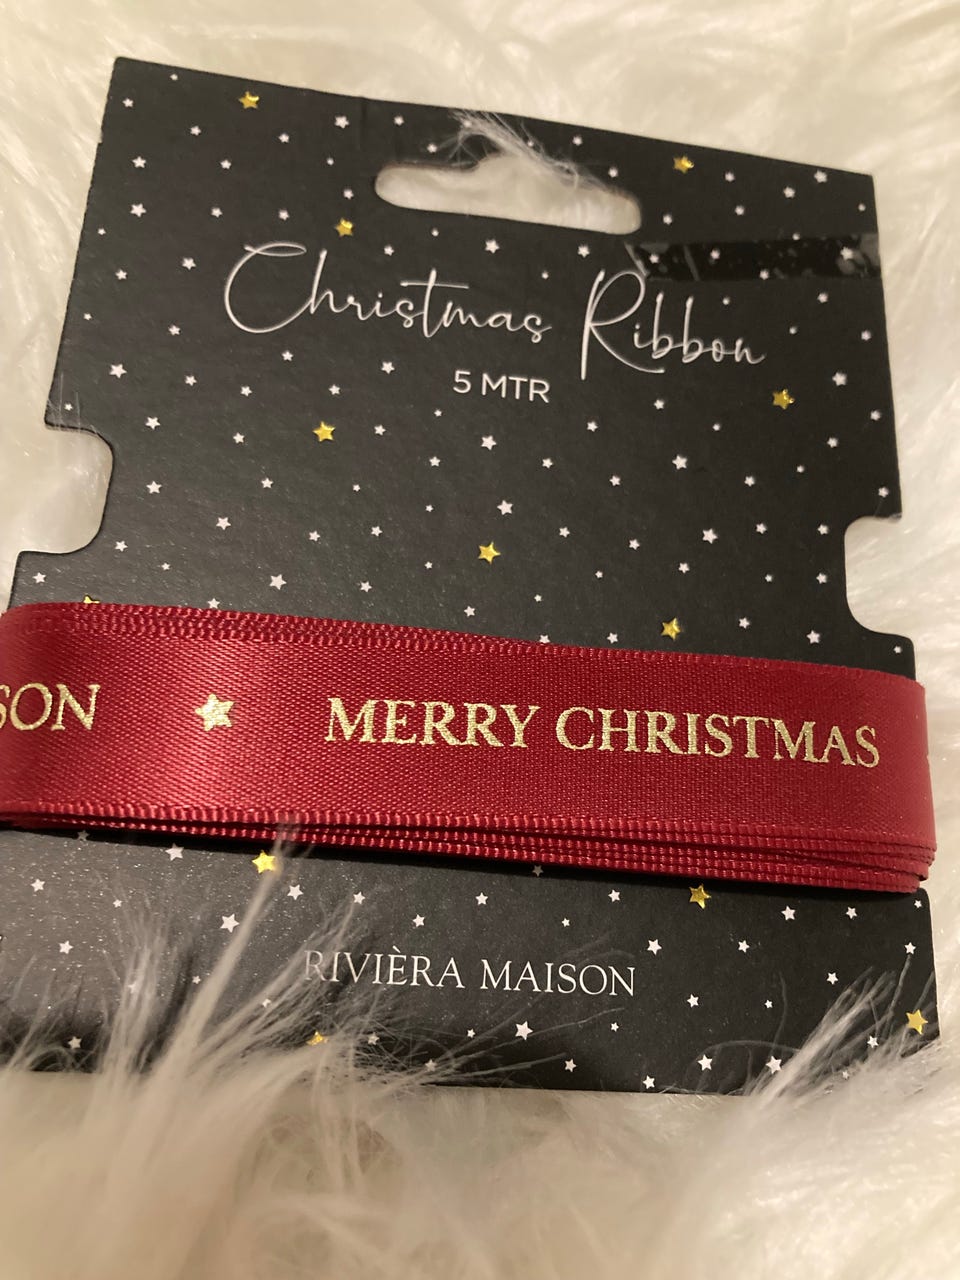 Christmas Ribbon
5 MTR
SON ★ MERRY CHRISTMAS
RIVIÈRA MAISON